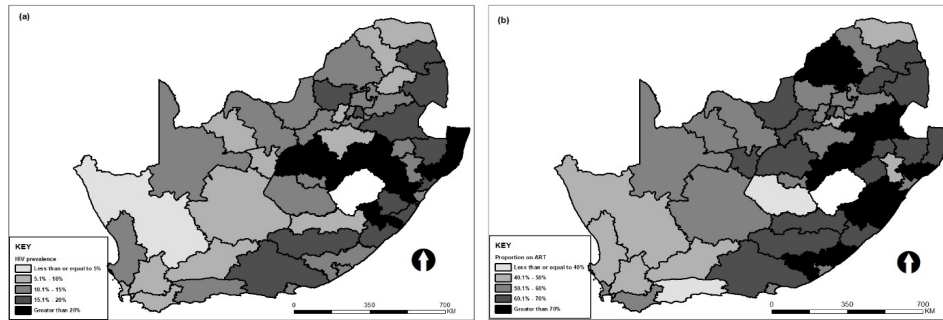 (a)
KEY
HIV prevalence
Less than or equal to 5%
5.1% - 10%
10.1% - 15%
15.1% - 20%
Greater than 20%
0 350 700
KM
(b)
KEY
Proportion on ART
Less than or equal to 40%
40.1% - 50%
50.1% - 60%
60.1% - 70%
Greater than 70%
0 350 700
KM